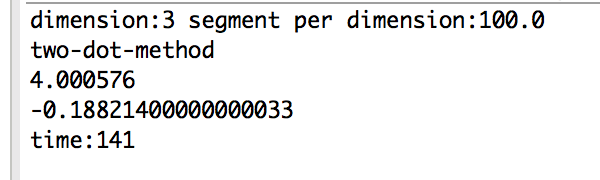 dimension:3 segment per dimension:100.0
two-dot-method
4.000576
-0.18821400000000033
time:141